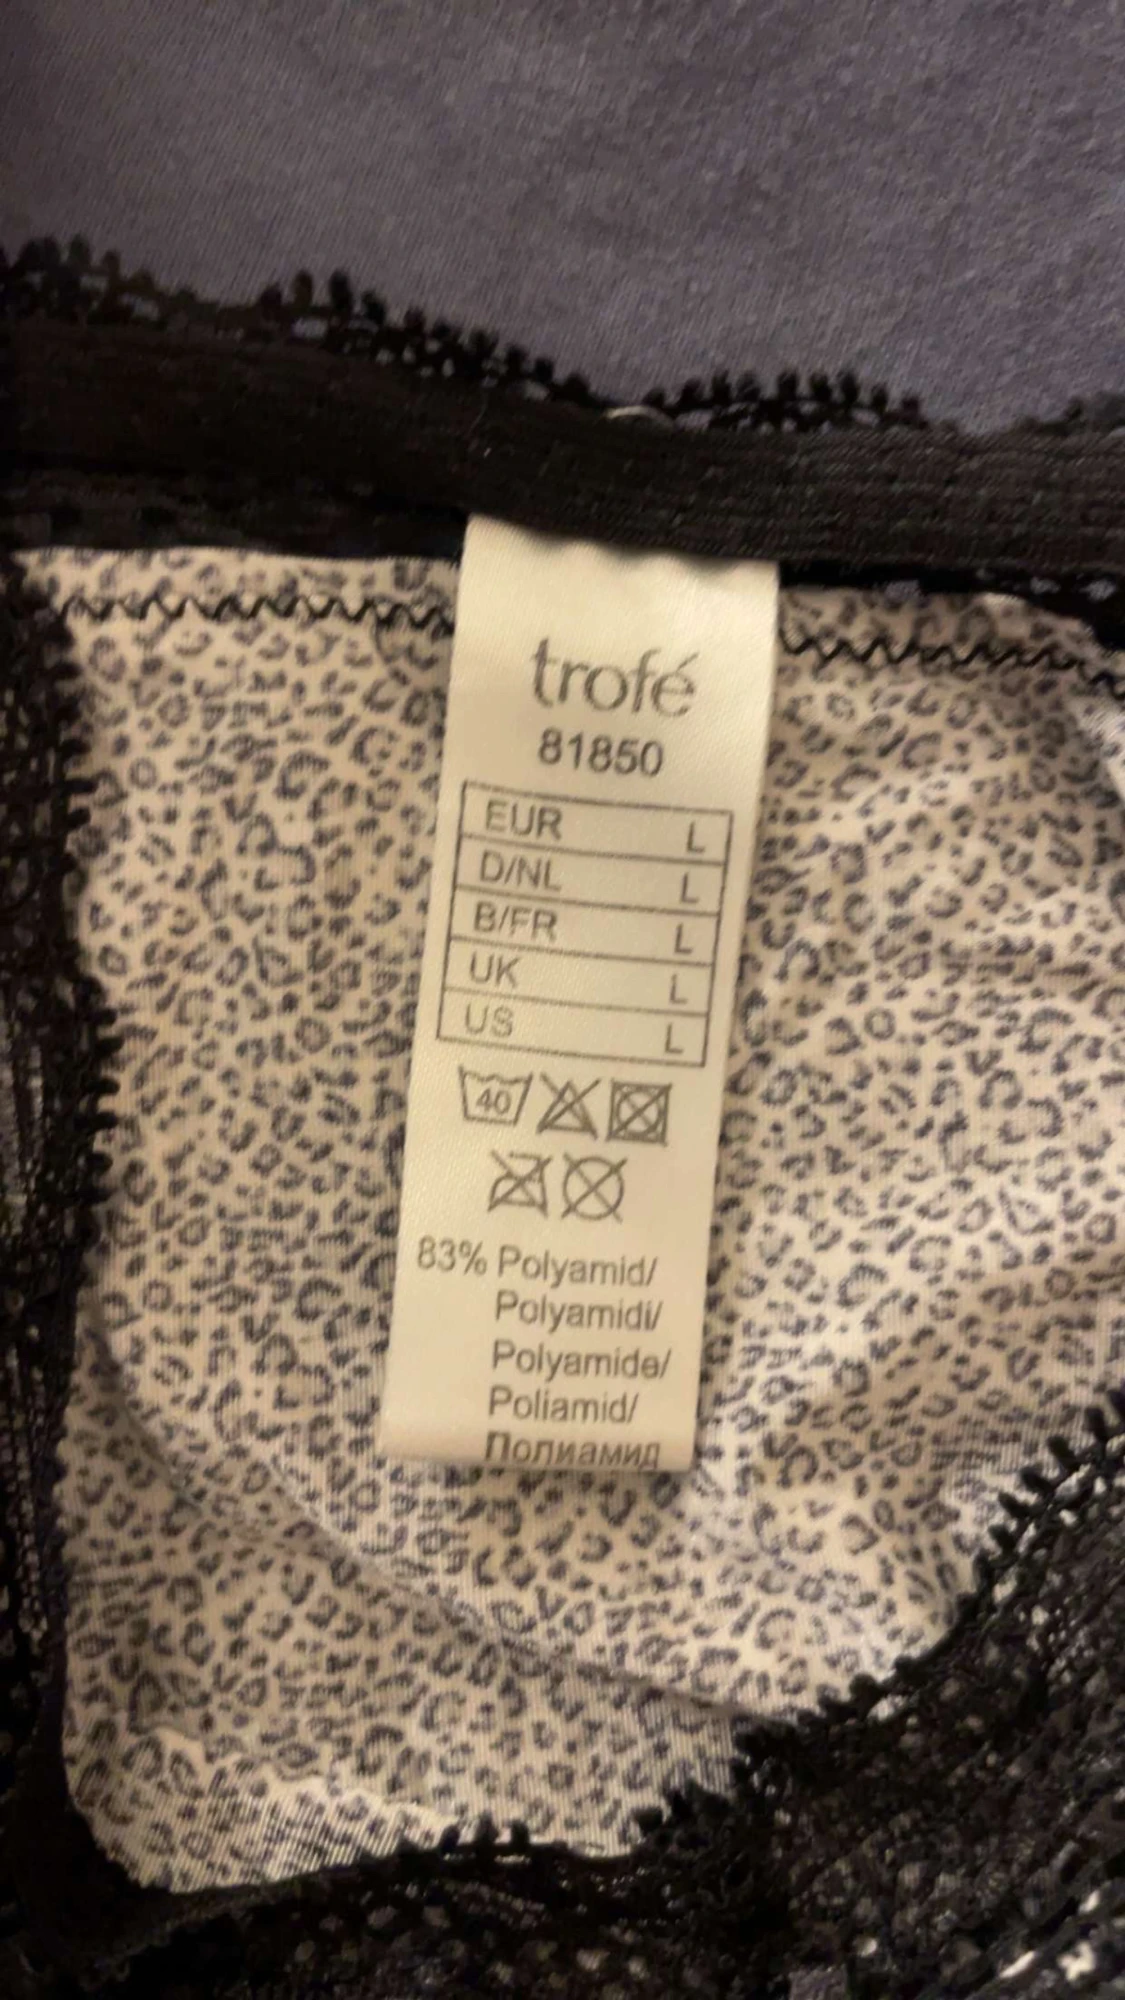 trofé
81850
EUR L
D/NL L
B/FR L
UK L
US L
40
83% Polyamid/
Polyamidi/
Polyamide/
Poliamid/
Полиамид